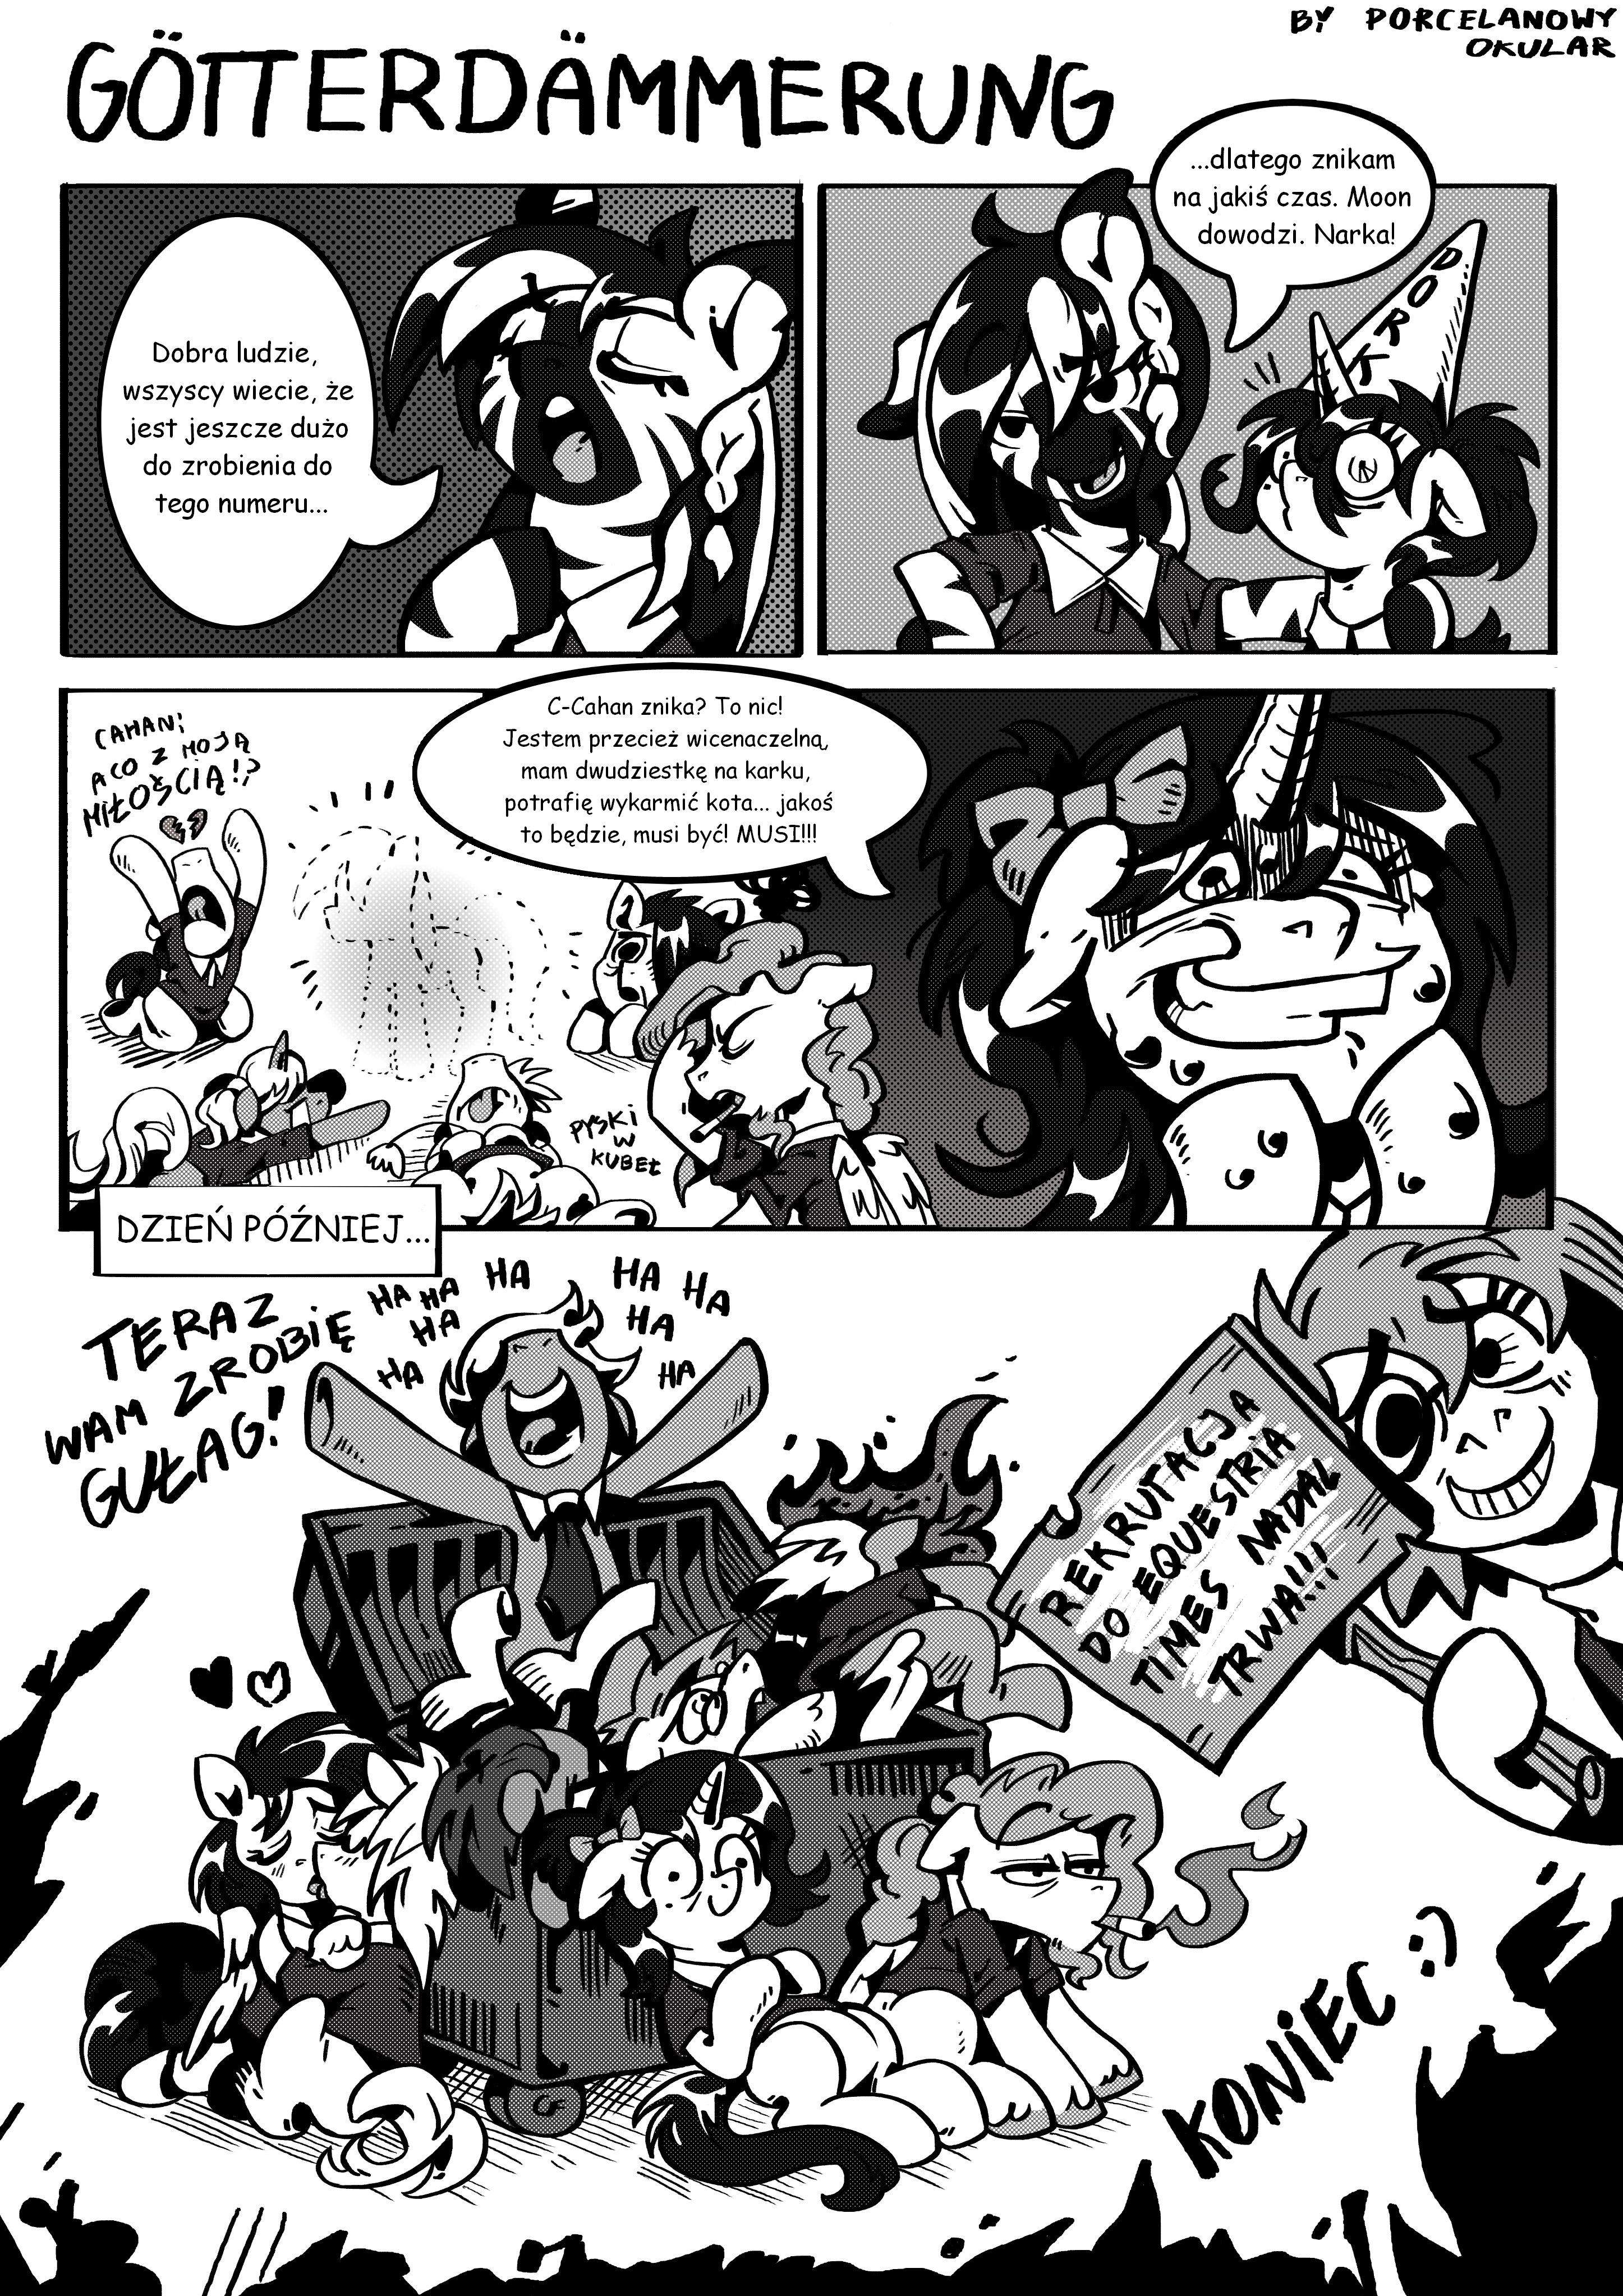 BY PORCELANOWY
OKULAR
GÖTTERDÄMMERUNG
Dobra ludzie,
wszyscy wiecie, że
jest jeszcze dużo
do zrobienia do
tego numeru...
...dlatego znikam
na jakiś czas. Moon
dowodzi. Narka!
DORK
CAHAN!
A CO Z MOJĄ
MIŁOŚCIĄ!?
C-Cahan znika? To nic!
Jestem przecież wicenaczelną,
mam dwudziestkę na karku,
potrafię wykarmić kota... jakoś
to będzie, musi być! MUSI!!!
PYSKI
W
KUBEŁ
DZIEŃ PÓŹNIEJ...
TERAZ
WAM ZROBIĘ
GUŁAG!
HA HA HA HA HA
HA HA
HA HA
REKRUTACJA
DO EQUESTRIA
TIMES NADAL
TRWA!!!
KONIEC :)